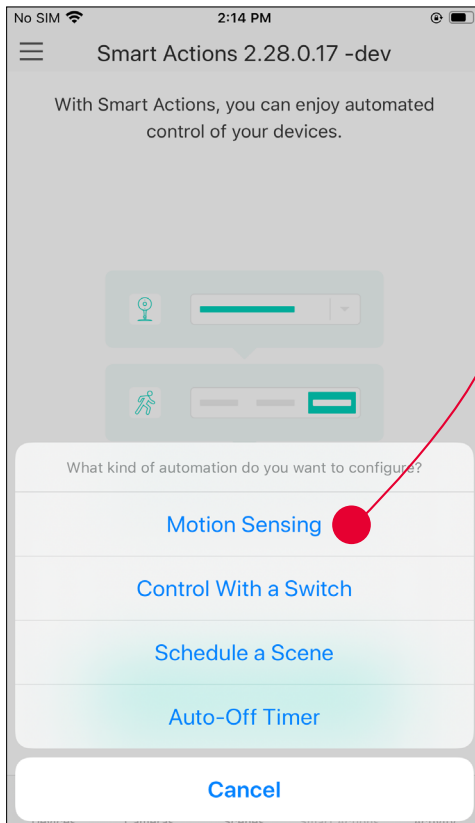 No SIM 2:14 PM
Smart Actions 2.28.0.17 -dev
With Smart Actions, you can enjoy automated
control of your devices.
What kind of automation do you want to configure?
Motion Sensing
Control With a Switch
Schedule a Scene
Auto-Off Timer
Cancel